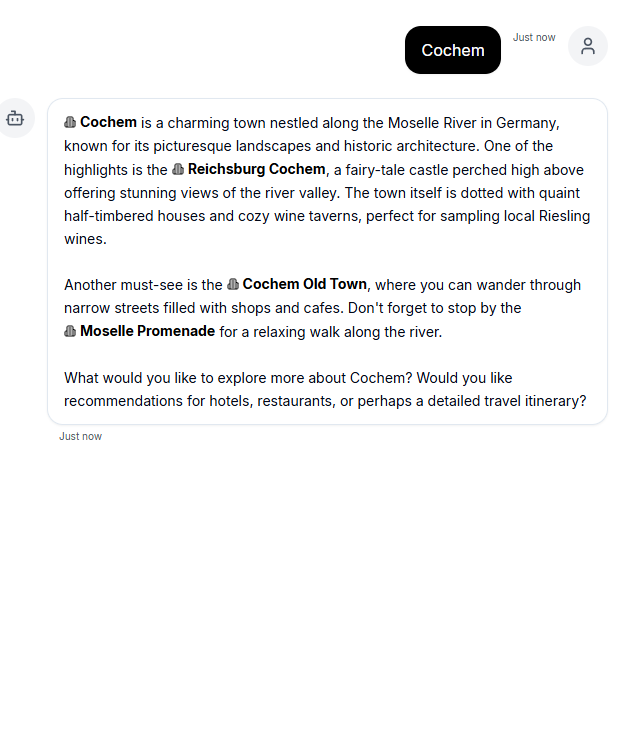 Cochem
Just now
Cochem is a charming town nestled along the Moselle River in Germany,
known for its picturesque landscapes and historic architecture. One of the
highlights is the Reichsburg Cochem, a fairy-tale castle perched high above
offering stunning views of the river valley. The town itself is dotted with quaint
half-timbered houses and cozy wine taverns, perfect for sampling local Riesling
wines.
Another must-see is the Cochem Old Town, where you can wander through
narrow streets filled with shops and cafes. Don't forget to stop by the
Moselle Promenade for a relaxing walk along the river.
What would you like to explore more about Cochem? Would you like
recommendations for hotels, restaurants, or perhaps a detailed travel itinerary?
Just now